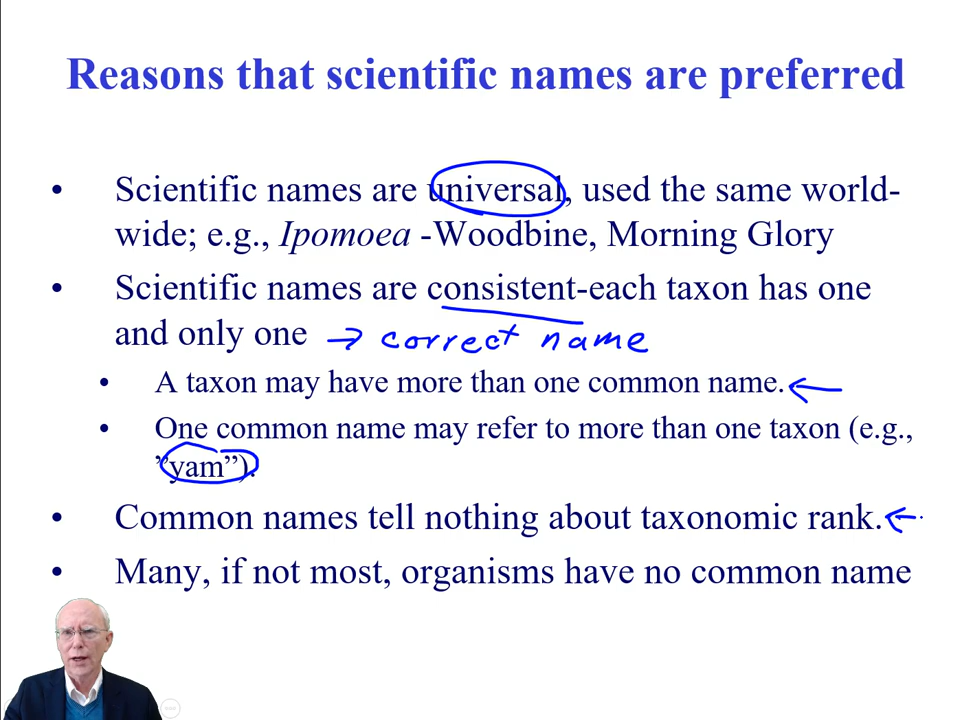 Reasons that scientific names are preferred
• Scientific names are universal, used the same world-
wide; e.g., Ipomoea -Woodbine, Morning Glory
• Scientific names are consistent-each taxon has one
and only one → correct name
• A taxon may have more than one common name. ←
• One common name may refer to more than one taxon (e.g.,
”yam”).
• Common names tell nothing about taxonomic rank. ←
• Many, if not most, organisms have no common name